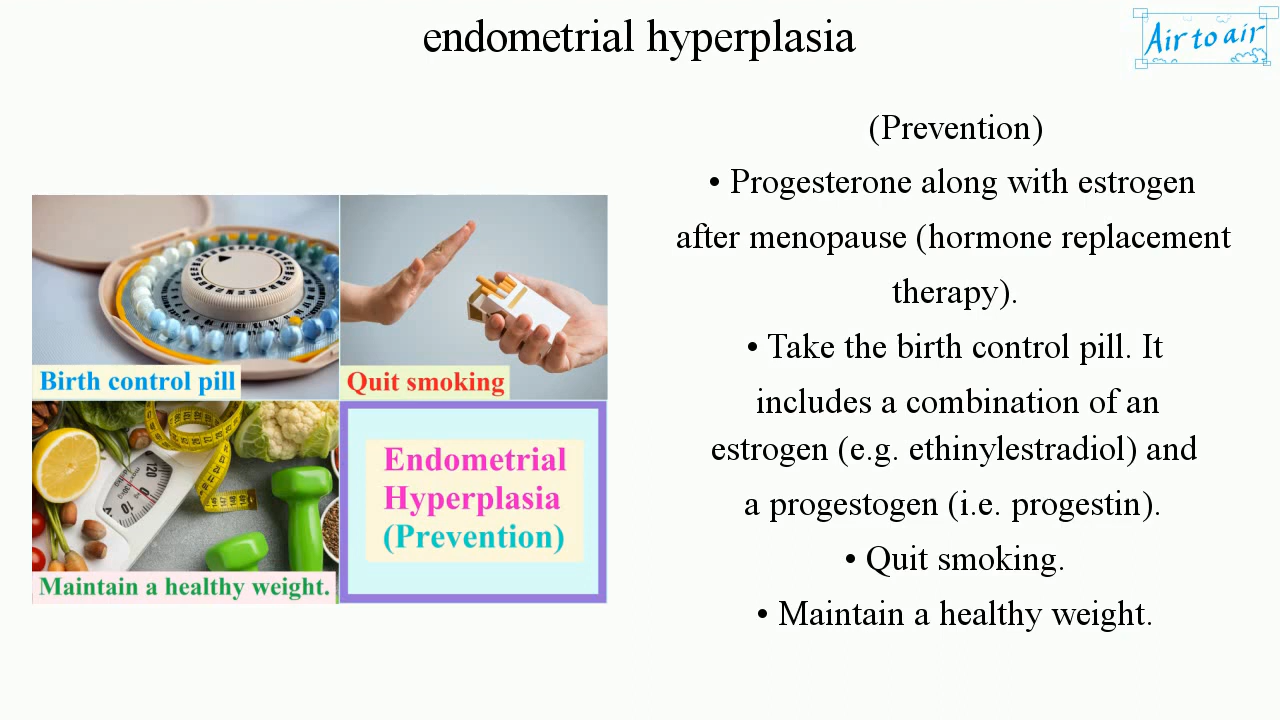 endometrial hyperplasia
Air to air
(Prevention)
• Progesterone along with estrogen
after menopause (hormone replacement
therapy).
• Take the birth control pill. It
includes a combination of an
estrogen (e.g. ethinylestradiol) and
a progestogen (i.e. progestin).
• Quit smoking.
• Maintain a healthy weight.
Birth control pill
Quit smoking
Maintain a healthy weight.
Endometrial
Hyperplasia
(Prevention)